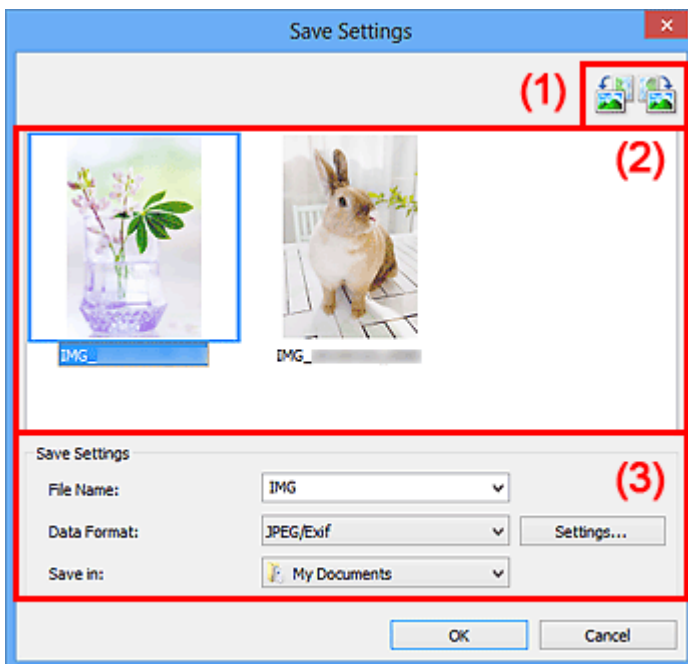 Save Settings
(1)
(2)
IMG_
IMG_
Save Settings
(3)
File Name:
IMG
Data Format:
JPEG/Exif
Settings...
Save in:
My Documents
OK
Cancel